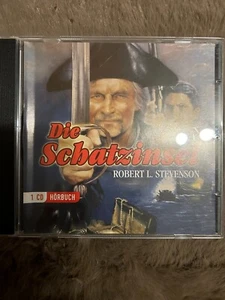 Die
Schatzinsel
ROBERT L. STEVENSON
1 CD HÖRBUCH